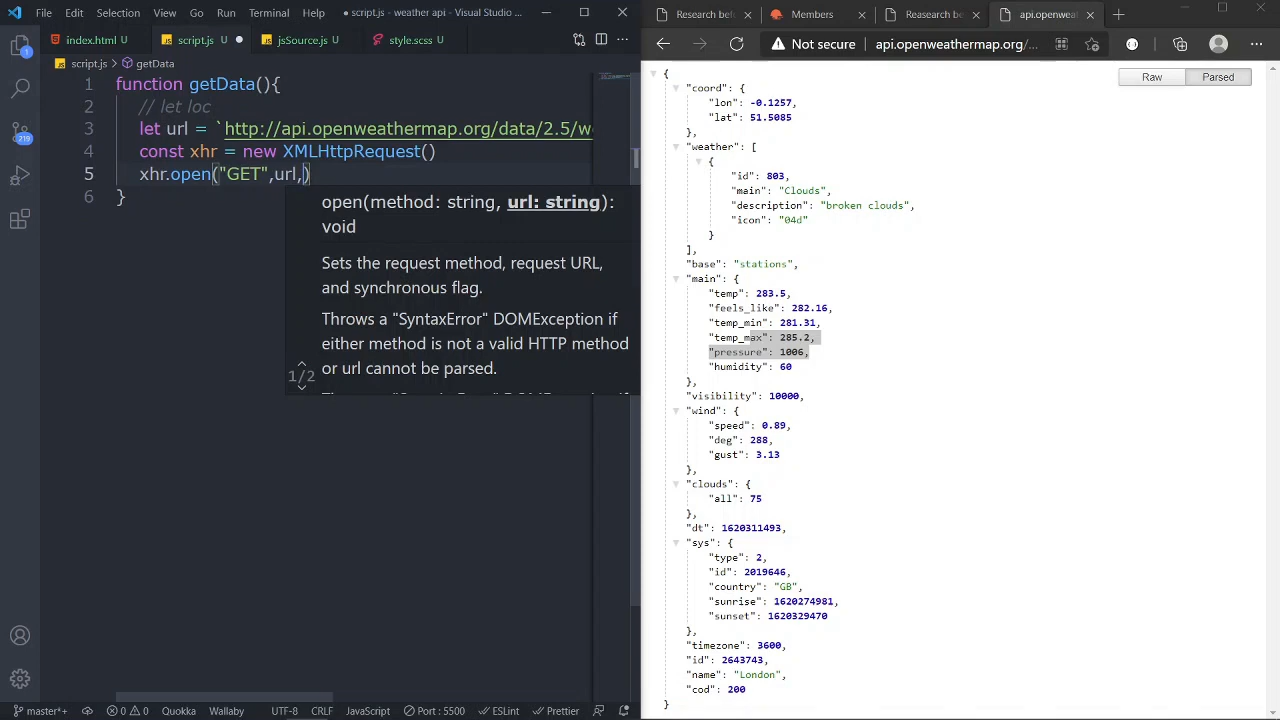 File Edit Selection View Go Run Terminal Help
● script.js - weather api - Visual Studio ...
index.html U
script.js U ●
jsSource.js U
style.scss U
script.js > getData
1 function getData(){
2 // let loc
3 let url = `http://api.openweathermap.org/data/2.5/we
4 const xhr = new XMLHttpRequest()
5 xhr.open("GET",url,)
6 }
open(method: string, url: string):
void
Sets the request method, request URL,
and synchronous flag.
Throws a "SyntaxError" DOMException if
either method is not a valid HTTP method
1/2
or url cannot be parsed.
1
219
master*+
0 0
Quokka
Wallaby
UTF-8
CRLF
JavaScript
Port : 5500
ESLint
Prettier
Research bel
Members
Reasearch be
api.openweat
Not secure
api.openweathermap.org/...
Raw
Parsed
{
"coord": {
"lon": -0.1257,
"lat": 51.5085
},
"weather": [
{
"id": 803,
"main": "Clouds",
"description": "broken clouds",
"icon": "04d"
}
],
"base": "stations",
"main": {
"temp": 283.5,
"feels_like": 282.16,
"temp_min": 281.31,
"temp_max": 285.2,
"pressure": 1006,
"humidity": 60
},
"visibility": 10000,
"wind": {
"speed": 0.89,
"deg": 288,
"gust": 3.13
},
"clouds": {
"all": 75
},
"dt": 1620311493,
"sys": {
"type": 2,
"id": 2019646,
"country": "GB",
"sunrise": 1620274981,
"sunset": 1620329470
},
"timezone": 3600,
"id": 2643743,
"name": "London",
"cod": 200
}